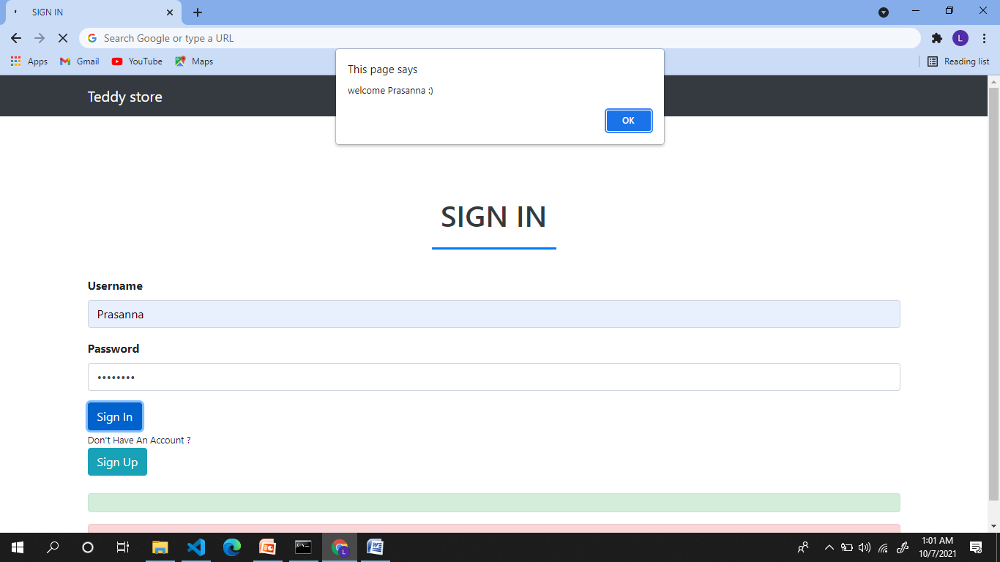 SIGN IN
Search Google or type a URL
L
Apps
Gmail
YouTube
Maps
Reading list
This page says
welcome Prasanna :)
OK
Teddy store
SIGN IN
Username
Prasanna
Password
••••••••
Sign In
Don't Have An Account ?
Sign Up
1:01 AM
10/7/2021